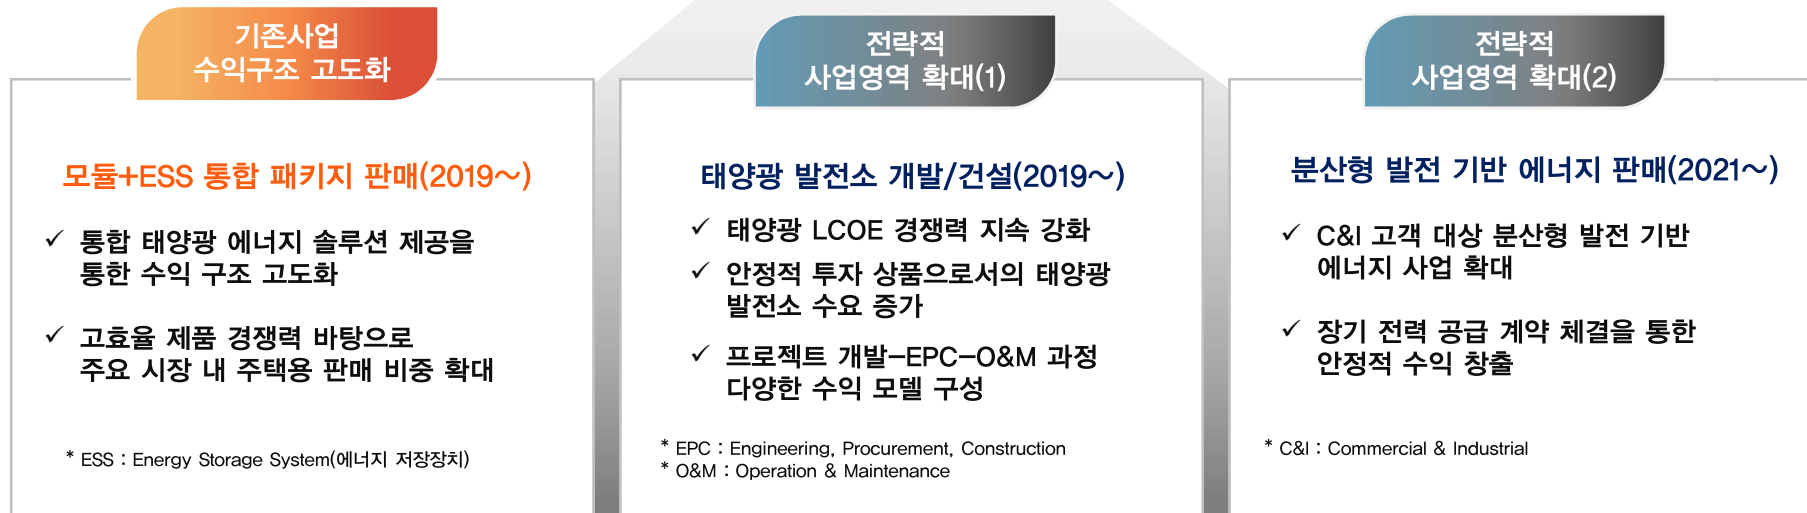 기존사업
수익구조 고도화
모듈+ESS 통합 패키지 판매(2019~)
✓ 통합 태양광 에너지 솔루션 제공을
통한 수익 구조 고도화
✓ 고효율 제품 경쟁력 바탕으로
주요 시장 내 주택용 판매 비중 확대
* ESS : Energy Storage System(에너지 저장장치)
전략적
사업영역 확대(1)
태양광 발전소 개발/건설(2019~)
✓ 태양광 LCOE 경쟁력 지속 강화
✓ 안정적 투자 상품으로서의 태양광
발전소 수요 증가
✓ 프로젝트 개발-EPC-O&M 과정
다양한 수익 모델 구성
* EPC : Engineering, Procurement, Construction
* O&M : Operation & Maintenance
전략적
사업영역 확대(2)
분산형 발전 기반 에너지 판매(2021~)
✓ C&I 고객 대상 분산형 발전 기반
에너지 사업 확대
✓ 장기 전력 공급 계약 체결을 통한
안정적 수익 창출
* C&I : Commercial & Industrial